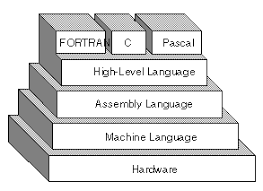 FORTRAN C Pascal
High-Level Language
Assembly Language
Machine Language
Hardware